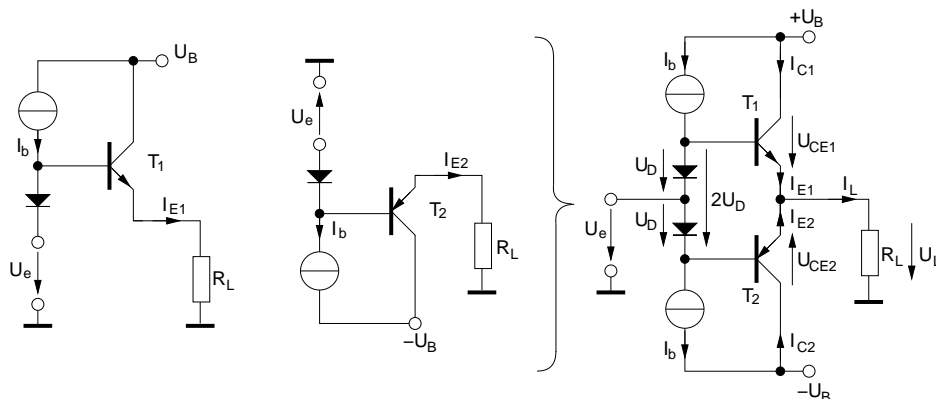 U_B
I_b
T_1
I_E1
U_e
R_L
U_e
I_E2
T_2
I_b
R_L
–U_B
+U_B
I_b
I_C1
T_1
U_CE1
U_D
2U_D
I_E1
I_L
U_e
U_D
I_E2
U_CE2
R_L
U_L
T_2
I_b
I_C2
–U_B